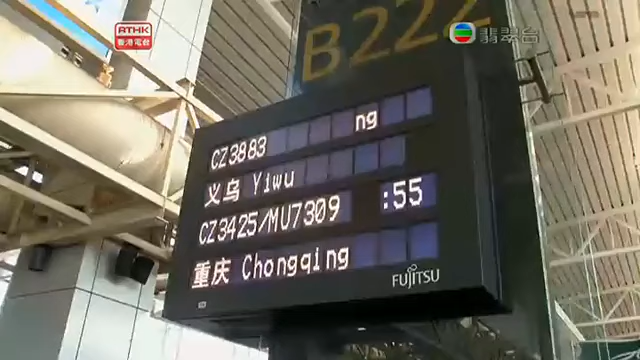 RTHK
香港電台
翡翠台
B222
CZ3883 ng
义乌 Yiwu
CZ3425/MU7309 :55
重庆 Chongqing
FUJITSU